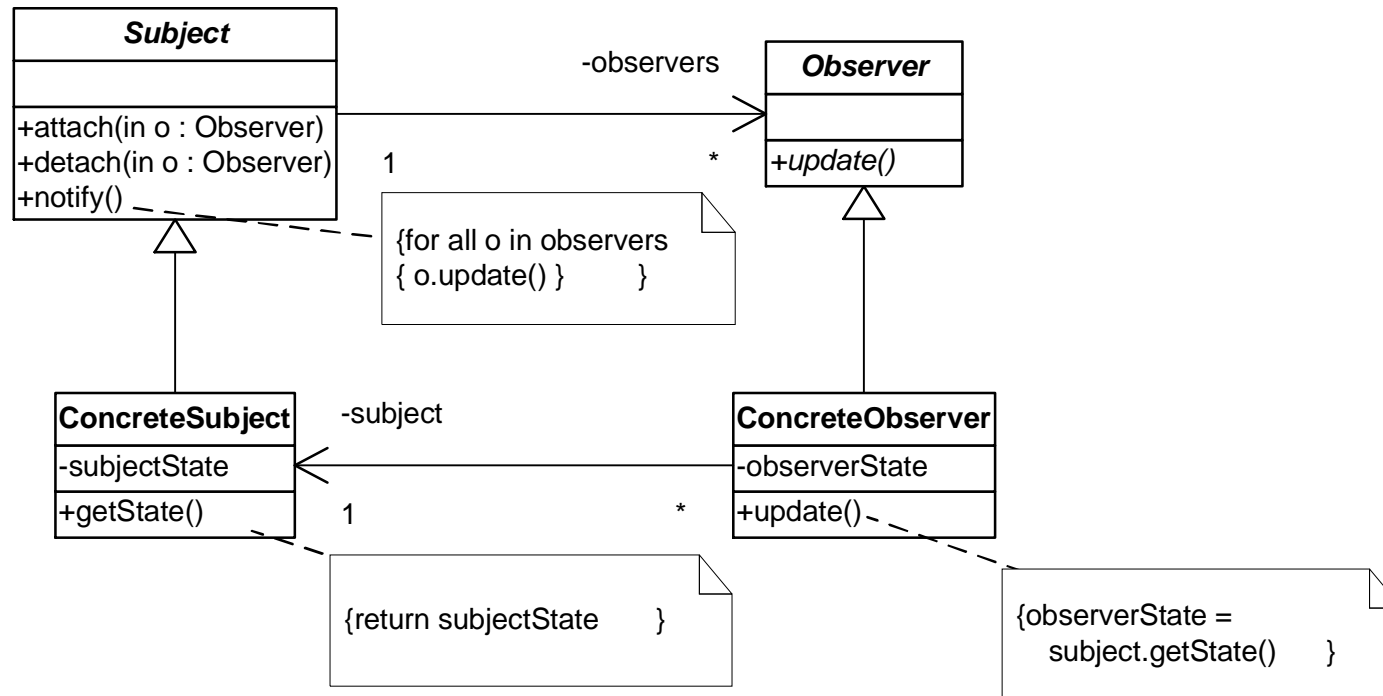 Subject
+attach(in o : Observer)
+detach(in o : Observer)
+notify()
-observers
1
*
Observer
+update()
{for all o in observers
{ o.update() } }
ConcreteSubject
-subjectState
+getState()
-subject
1
*
ConcreteObserver
-observerState
+update()
{return subjectState }
{observerState =
subject.getState() }